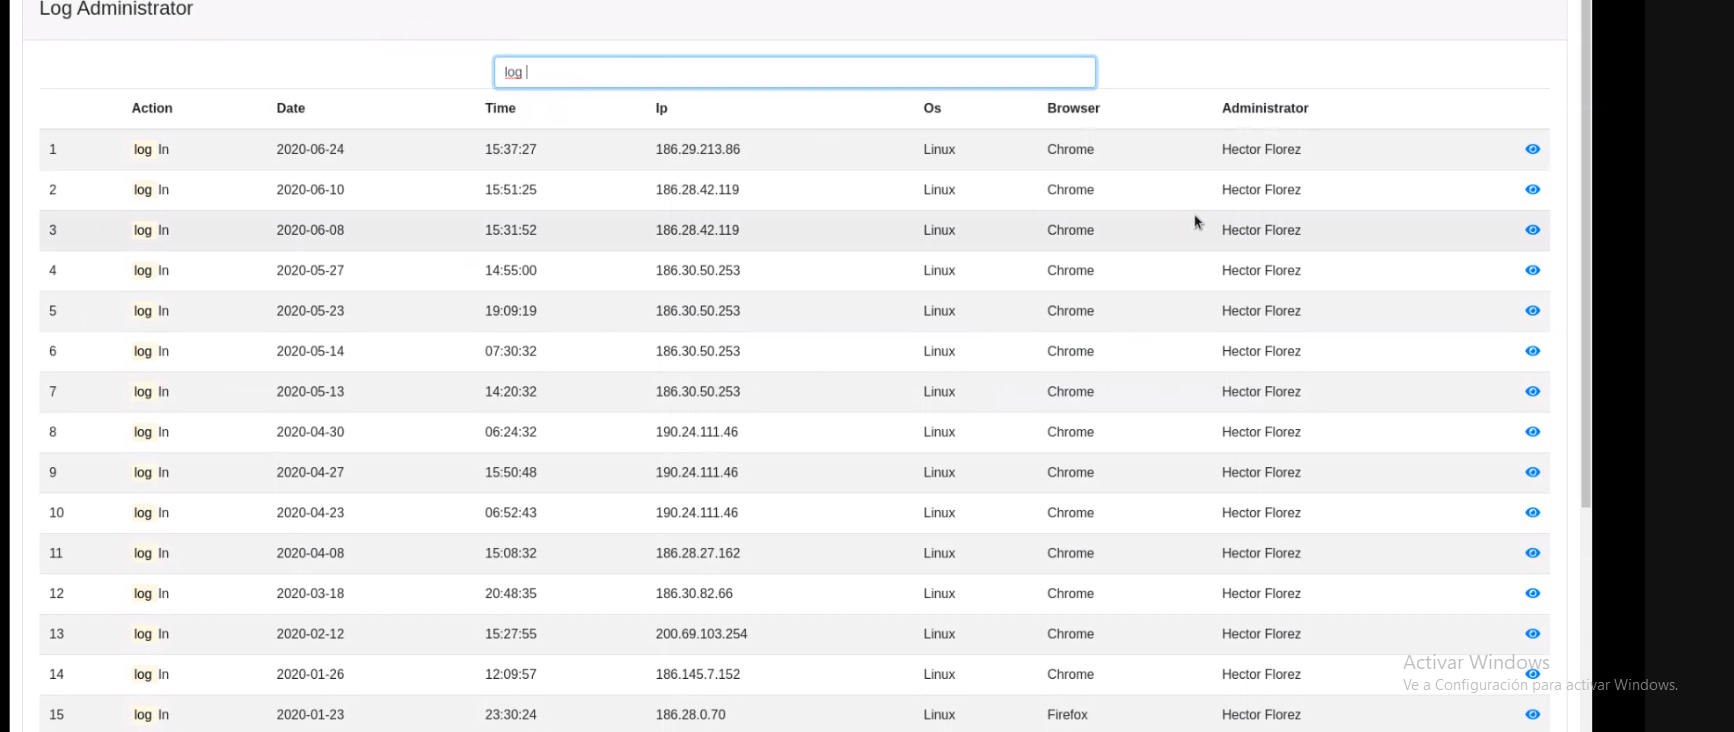 Log Administrator
log
Action Date Time Ip Os Browser Administrator
1 log In 2020-06-24 15:37:27 186.29.213.86 Linux Chrome Hector Florez
2 log In 2020-06-10 15:51:25 186.28.42.119 Linux Chrome Hector Florez
3 log In 2020-06-08 15:31:52 186.28.42.119 Linux Chrome Hector Florez
4 log In 2020-05-27 14:55:00 186.30.50.253 Linux Chrome Hector Florez
5 log In 2020-05-23 19:09:19 186.30.50.253 Linux Chrome Hector Florez
6 log In 2020-05-14 07:30:32 186.30.50.253 Linux Chrome Hector Florez
7 log In 2020-05-13 14:20:32 186.30.50.253 Linux Chrome Hector Florez
8 log In 2020-04-30 06:24:32 190.24.111.46 Linux Chrome Hector Florez
9 log In 2020-04-27 15:50:48 190.24.111.46 Linux Chrome Hector Florez
10 log In 2020-04-23 06:52:43 190.24.111.46 Linux Chrome Hector Florez
11 log In 2020-04-08 15:08:32 186.28.27.162 Linux Chrome Hector Florez
12 log In 2020-03-18 20:48:35 186.30.82.66 Linux Chrome Hector Florez
13 log In 2020-02-12 15:27:55 200.69.103.254 Linux Chrome Hector Florez
14 log In 2020-01-26 12:09:57 186.145.7.152 Linux Chrome Hector Florez
15 log In 2020-01-23 23:30:24 186.28.0.70 Linux Firefox Hector Florez
Activar Windows
Ve a Configuración para activar Windows.